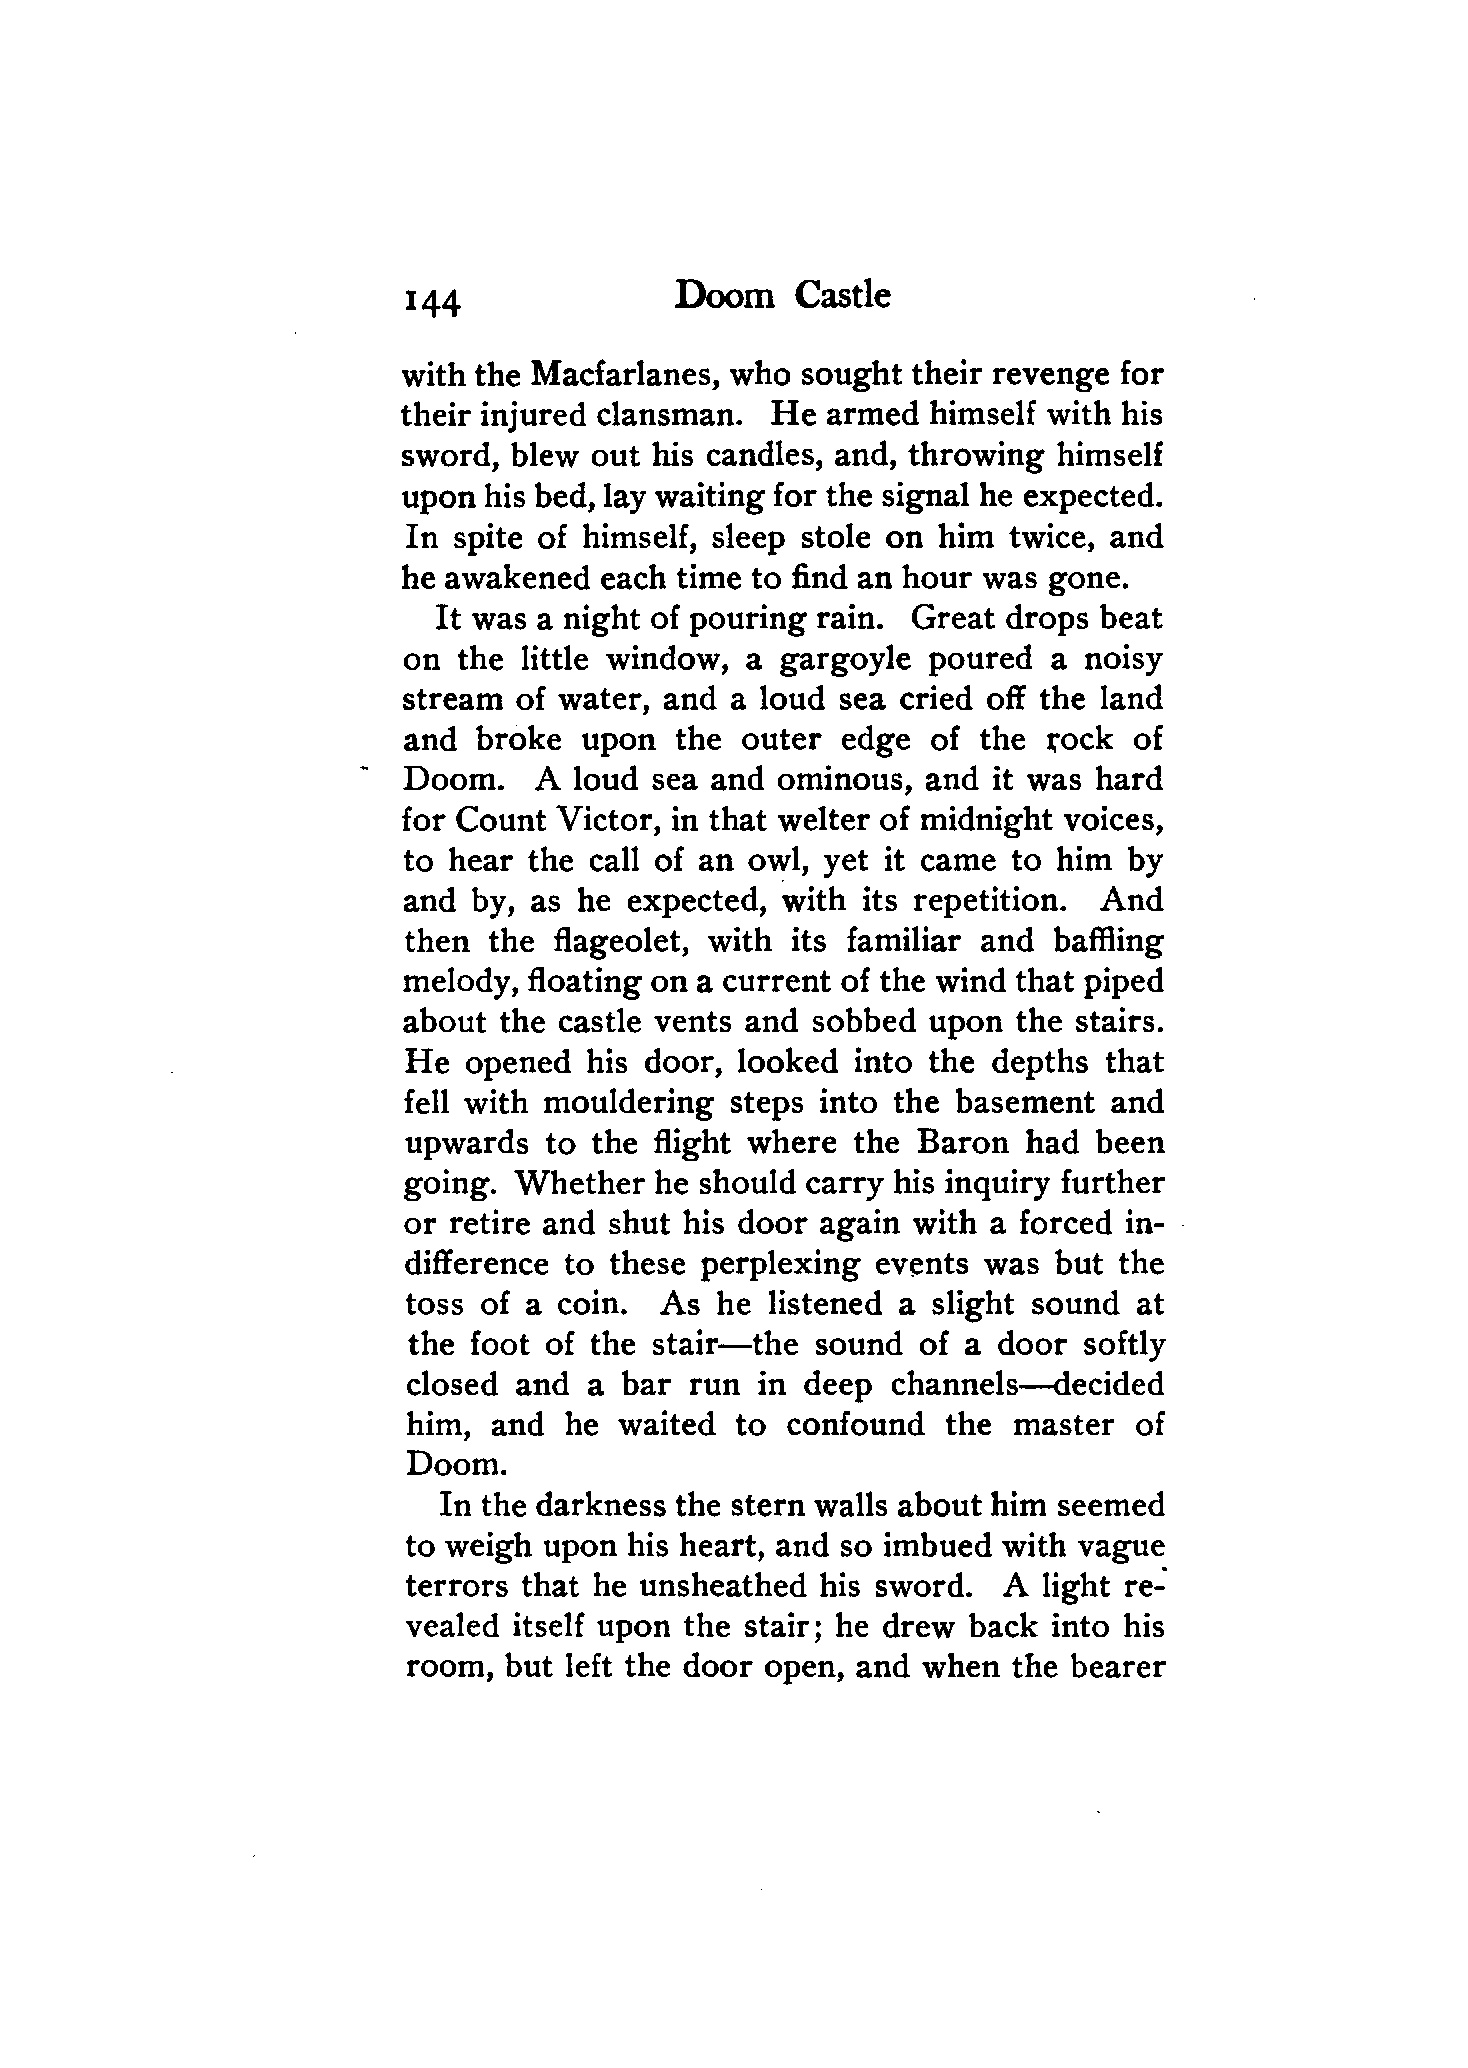 144 Doom Castle
with the Macfarlanes, who sought their revenge for
their injured clansman. He armed himself with his
sword, blew out his candles, and, throwing himself
upon his bed, lay waiting for the signal he expected.
In spite of himself, sleep stole on him twice, and
he awakened each time to find an hour was gone.
It was a night of pouring rain. Great drops beat
on the little window, a gargoyle poured a noisy
stream of water, and a loud sea cried off the land
and broke upon the outer edge of the rock of
Doom. A loud sea and ominous, and it was hard
for Count Victor, in that welter of midnight voices,
to hear the call of an owl, yet it came to him by
and by, as he expected, with its repetition. And
then the flageolet, with its familiar and baffling
melody, floating on a current of the wind that piped
about the castle vents and sobbed upon the stairs.
He opened his door, looked into the depths that
fell with mouldering steps into the basement and
upwards to the flight where the Baron had been
going. Whether he should carry his inquiry further
or retire and shut his door again with a forced in-
difference to these perplexing events was but the
toss of a coin. As he listened a slight sound at
the foot of the stair—the sound of a door softly
closed and a bar run in deep channels—decided
him, and he waited to confound the master of
Doom.
In the darkness the stern walls about him seemed
to weigh upon his heart, and so imbued with vague
terrors that he unsheathed his sword. A light re-
vealed itself upon the stair; he drew back into his
room, but left the door open, and when the bearer